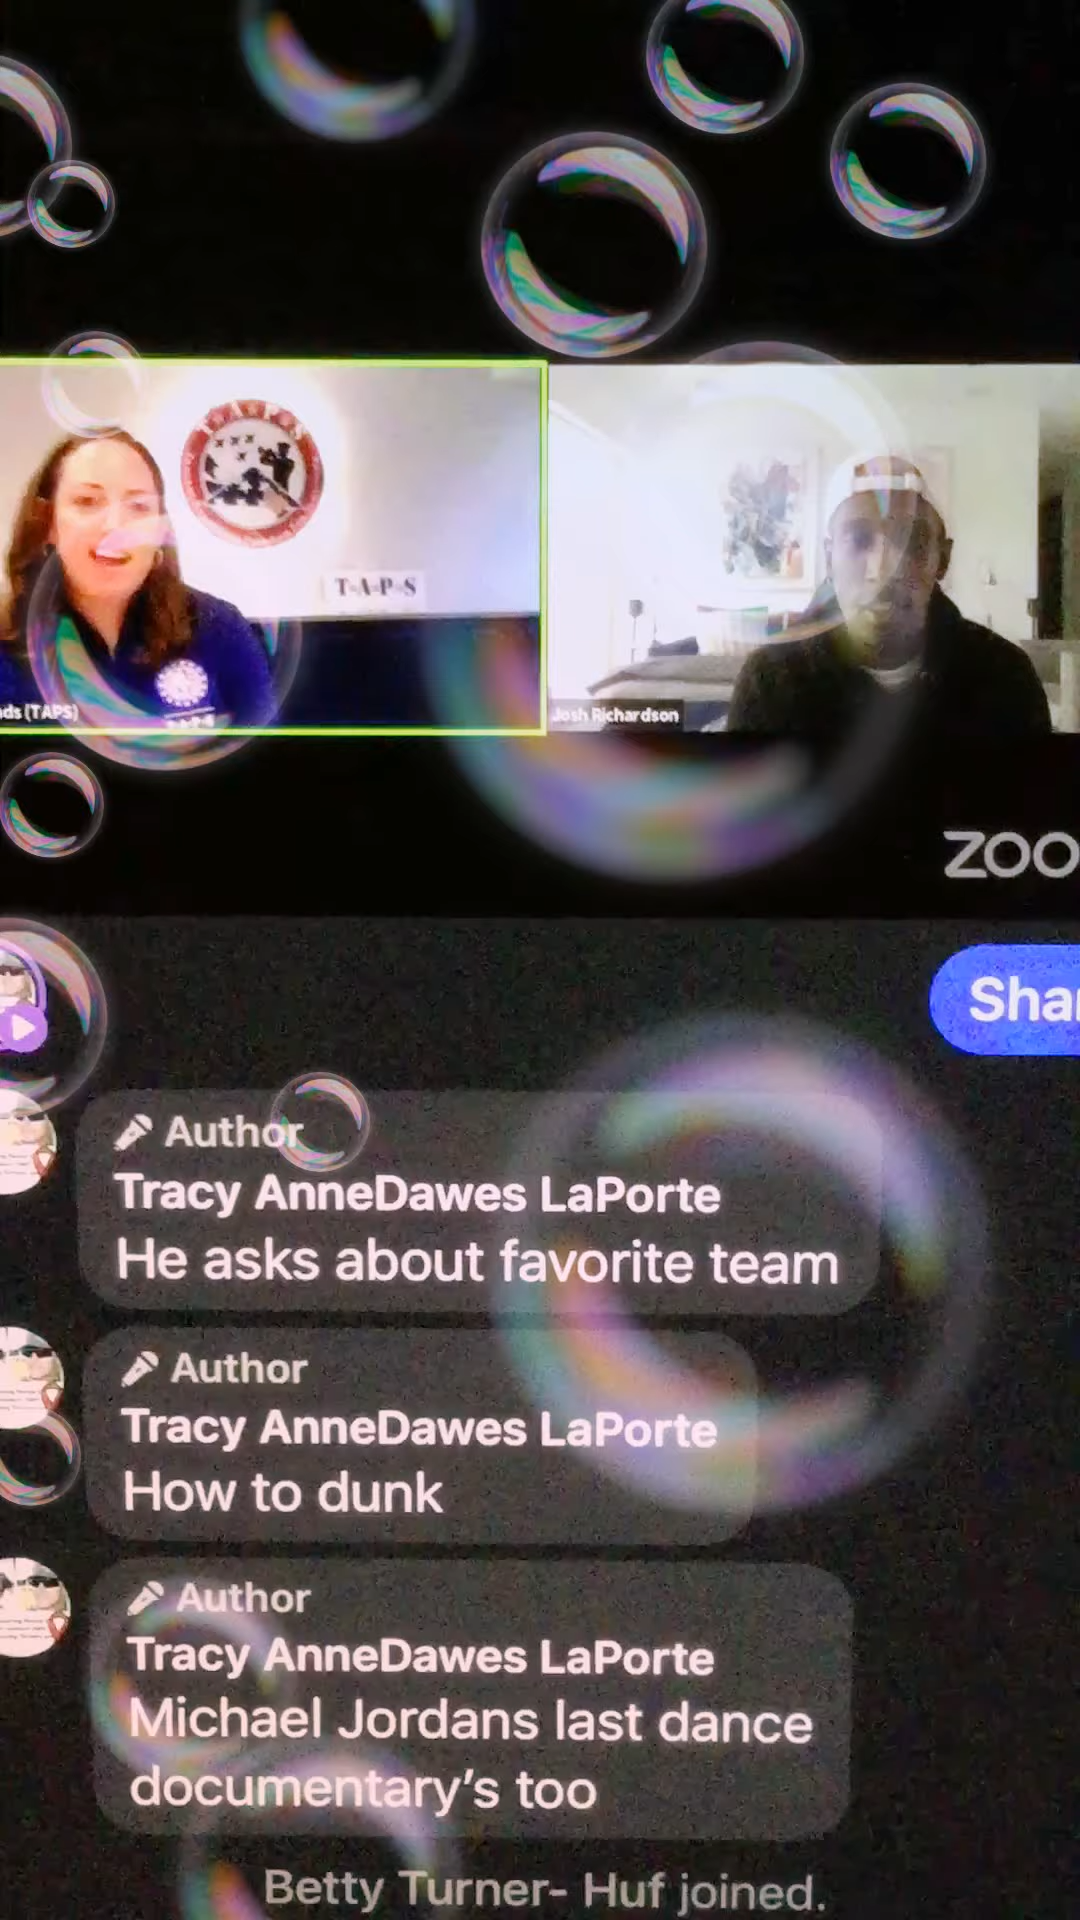 T·A·P·S
T-A-P-S
T-A-P-S
ds (TAPS)
Josh Richardson
ZOO
Shar
Author
Tracy AnneDawes LaPorte
He asks about favorite team
Author
Tracy AnneDawes LaPorte
How to dunk
Author
Tracy AnneDawes LaPorte
Michael Jordans last dance
documentary's too
Betty Turner- Huf joined.